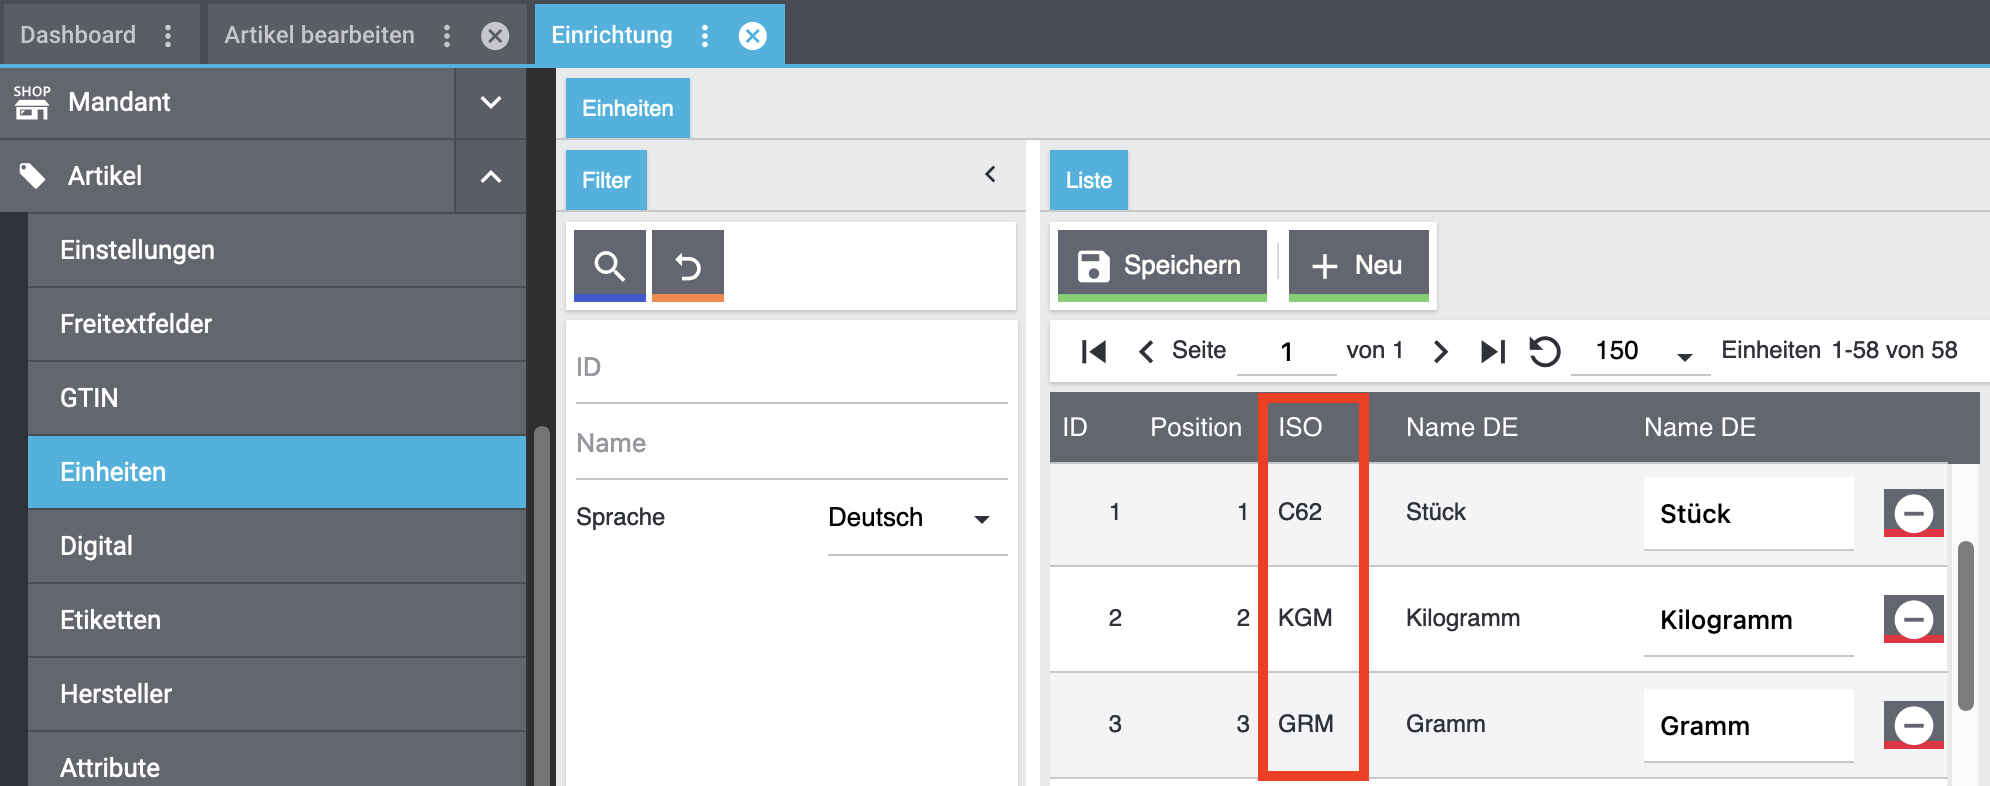 Dashboard
Artikel bearbeiten
Einrichtung
SHOP
Mandant
Artikel
Einstellungen
Freitextfelder
GTIN
Einheiten
Digital
Etiketten
Hersteller
Attribute
Einheiten
Filter
ID
Name
Sprache Deutsch
Liste
Speichern Neu
Seite 1 von 1 150 Einheiten 1-58 von 58
ID Position ISO Name DE Name DE
1 1 C62 Stück Stück
2 2 KGM Kilogramm Kilogramm
3 3 GRM Gramm Gramm